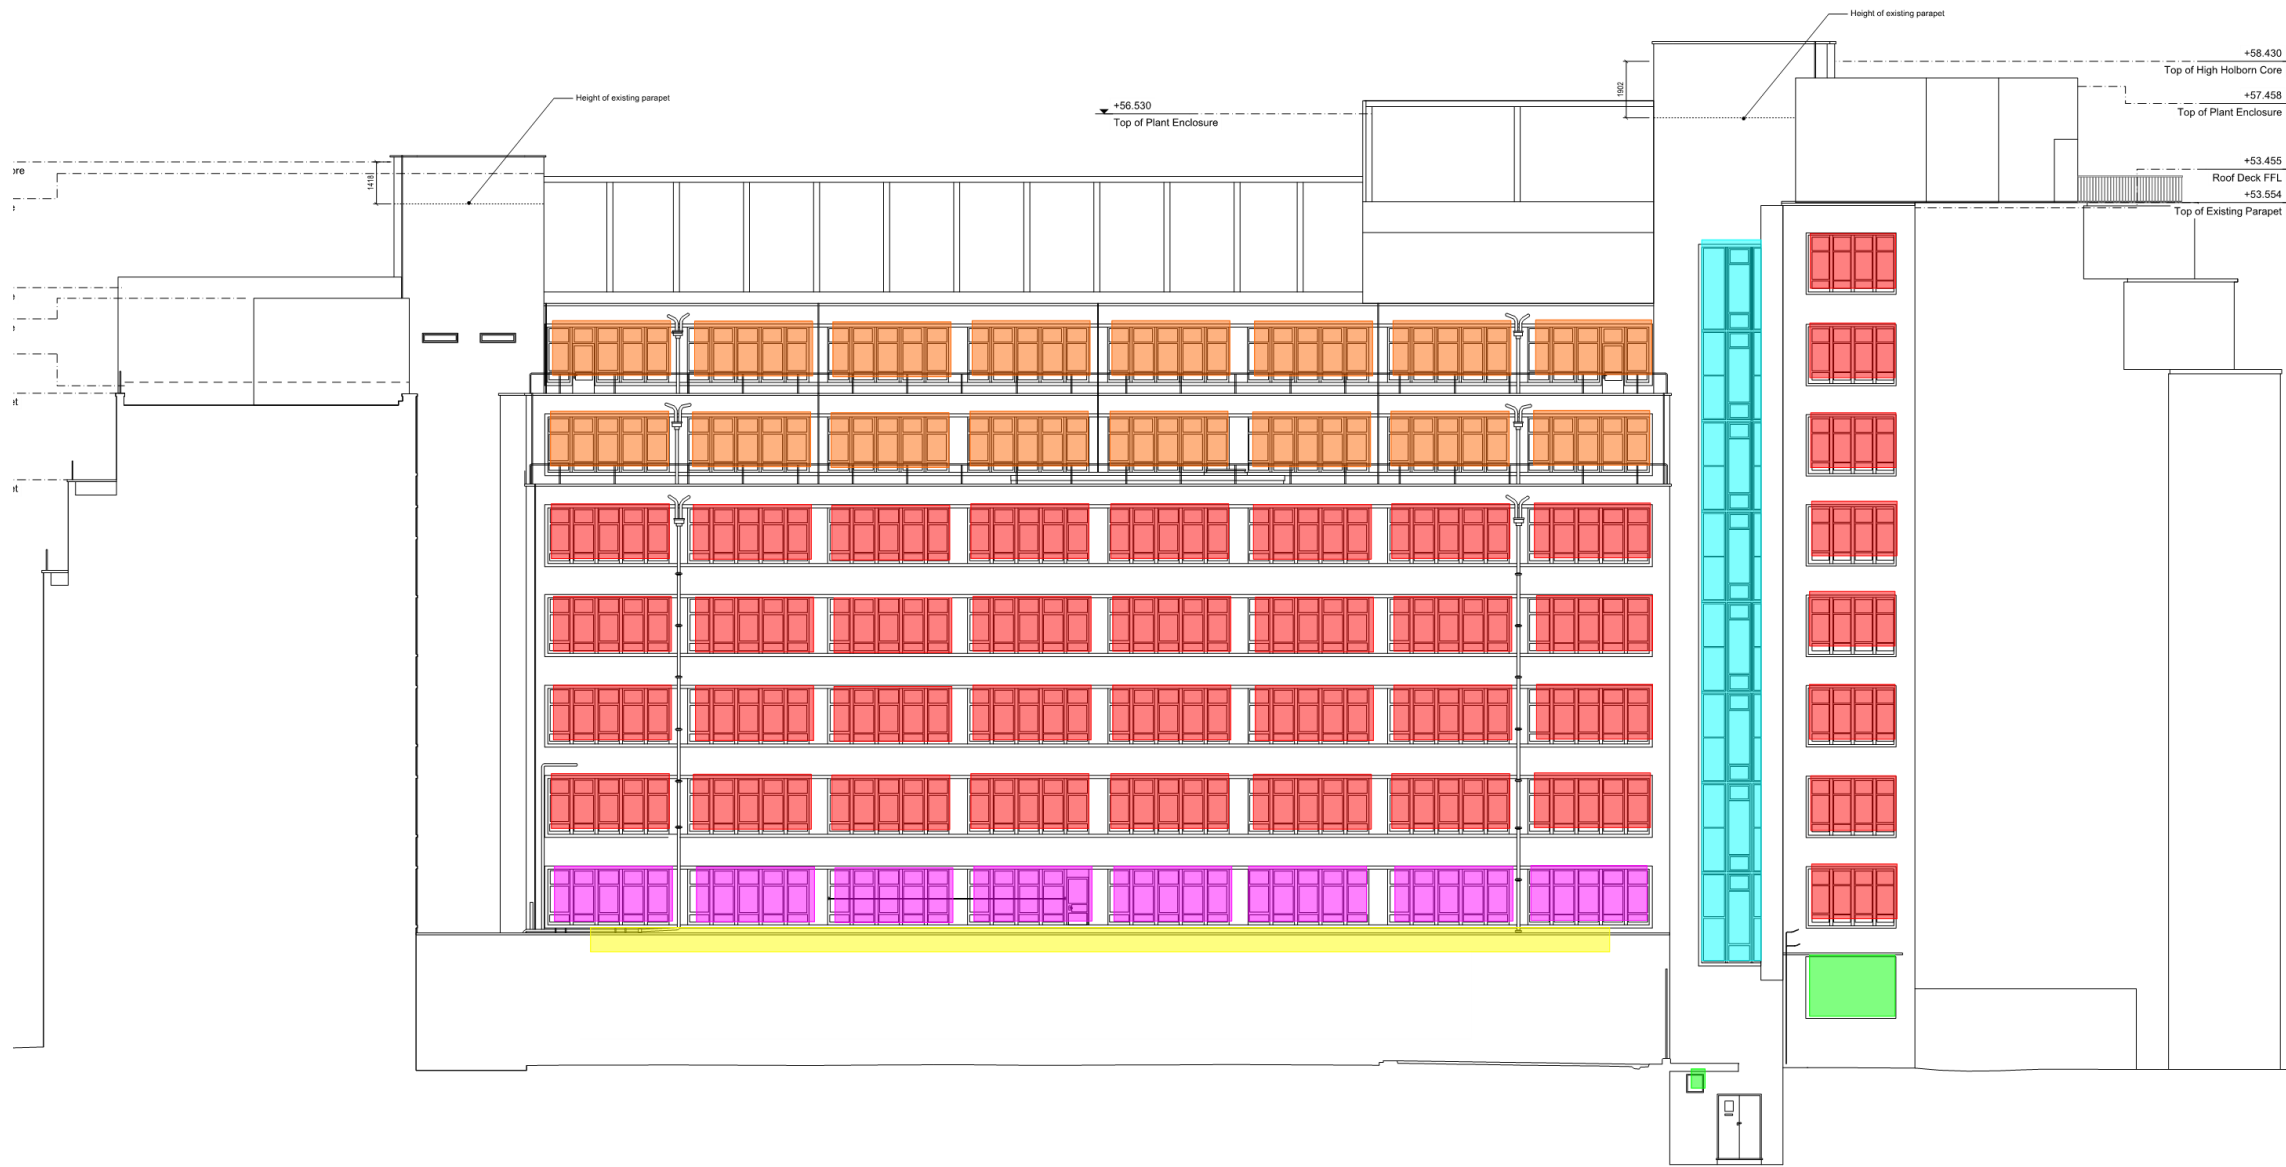 Height of existing parapet
+58.430
Top of High Holborn Core
1902
+57.458
Top of Plant Enclosure
Height of existing parapet
+56.530
Top of Plant Enclosure
+53.455
Roof Deck FFL
1418
+53.554
Top of Existing Parapet